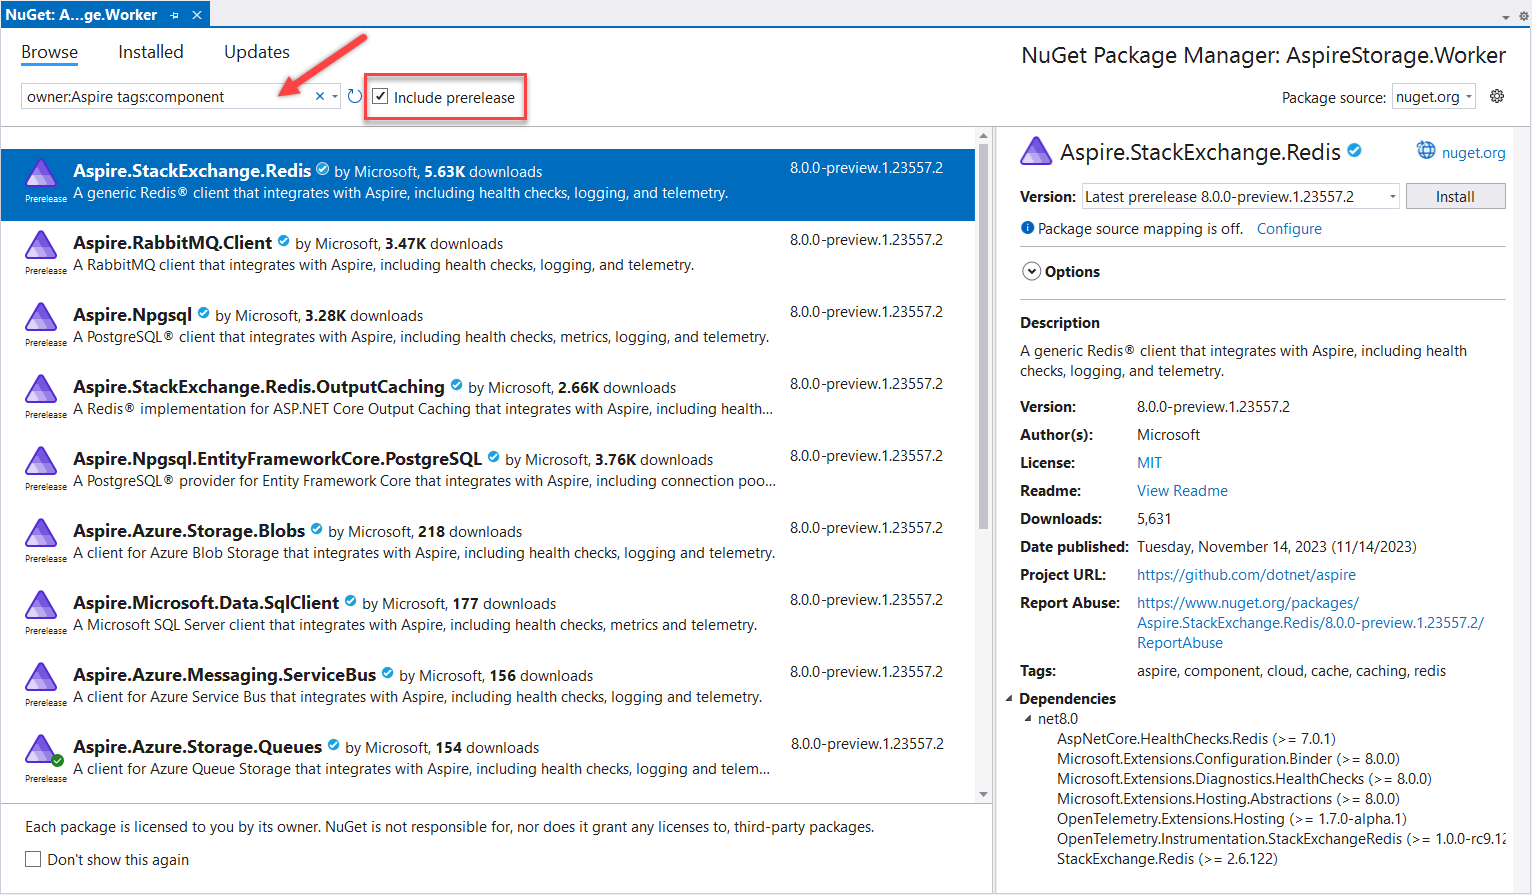 NuGet: A...ge.Worker
Browse Installed Updates
NuGet Package Manager: AspireStorage.Worker
owner:Aspire tags:component
Include prerelease
Package source: nuget.org
Aspire.StackExchange.Redis by Microsoft, 5.63K downloads 8.0.0-preview.1.23557.2
A generic Redis® client that integrates with Aspire, including health checks, logging, and telemetry.
Prerelease
Aspire.RabbitMQ.Client by Microsoft, 3.47K downloads 8.0.0-preview.1.23557.2
A RabbitMQ client that integrates with Aspire, including health checks, logging, and telemetry.
Prerelease
Aspire.Npgsql by Microsoft, 3.28K downloads 8.0.0-preview.1.23557.2
A PostgreSQL® client that integrates with Aspire, including health checks, metrics, logging, and telemetry.
Prerelease
Aspire.StackExchange.Redis.OutputCaching by Microsoft, 2.66K downloads 8.0.0-preview.1.23557.2
A Redis® implementation for ASP.NET Core Output Caching that integrates with Aspire, including health...
Prerelease
Aspire.Npgsql.EntityFrameworkCore.PostgreSQL by Microsoft, 3.76K downloads 8.0.0-preview.1.23557.2
A PostgreSQL® provider for Entity Framework Core that integrates with Aspire, including connection poo...
Prerelease
Aspire.Azure.Storage.Blobs by Microsoft, 218 downloads 8.0.0-preview.1.23557.2
A client for Azure Blob Storage that integrates with Aspire, including health checks, logging and telemetry.
Prerelease
Aspire.Microsoft.Data.SqlClient by Microsoft, 177 downloads 8.0.0-preview.1.23557.2
A Microsoft SQL Server client that integrates with Aspire, including health checks, metrics and telemetry.
Prerelease
Aspire.Azure.Messaging.ServiceBus by Microsoft, 156 downloads 8.0.0-preview.1.23557.2
A client for Azure Service Bus that integrates with Aspire, including health checks, logging and telemetry.
Prerelease
Aspire.Azure.Storage.Queues by Microsoft, 154 downloads 8.0.0-preview.1.23557.2
A client for Azure Queue Storage that integrates with Aspire, including health checks, logging and telem...
Prerelease
Each package is licensed to you by its owner. NuGet is not responsible for, nor does it grant any licenses to, third-party packages.
Don't show this again
Aspire.StackExchange.Redis nuget.org
Version: Latest prerelease 8.0.0-preview.1.23557.2 Install
Package source mapping is off. Configure
Options
Description
A generic Redis® client that integrates with Aspire, including health
checks, logging, and telemetry.
Version: 8.0.0-preview.1.23557.2
Author(s): Microsoft
License: MIT
Readme: View Readme
Downloads: 5,631
Date published: Tuesday, November 14, 2023 (11/14/2023)
Project URL: https://github.com/dotnet/aspire
Report Abuse: https://www.nuget.org/packages/
Aspire.StackExchange.Redis/8.0.0-preview.1.23557.2/
ReportAbuse
Tags: aspire, component, cloud, cache, caching, redis
Dependencies
net8.0
AspNetCore.HealthChecks.Redis (>= 7.0.1)
Microsoft.Extensions.Configuration.Binder (>= 8.0.0)
Microsoft.Extensions.Diagnostics.HealthChecks (>= 8.0.0)
Microsoft.Extensions.Hosting.Abstractions (>= 8.0.0)
OpenTelemetry.Extensions.Hosting (>= 1.7.0-alpha.1)
OpenTelemetry.Instrumentation.StackExchangeRedis (>= 1.0.0-rc9.12
StackExchange.Redis (>= 2.6.122)